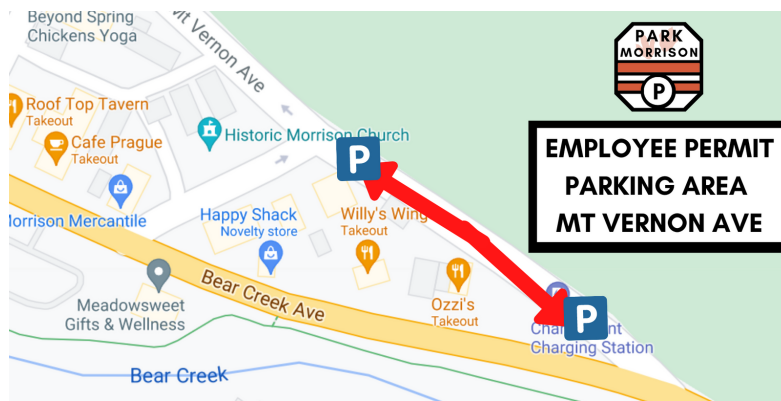 Beyond Spring
Chickens Yoga
Mt Vernon Ave
PARK
MORRISON
P
Roof Top Tavern
Takeout
Cafe Prague
Takeout
Historic Morrison Church
P
EMPLOYEE PERMIT
PARKING AREA
MT VERNON AVE
Morrison Mercantile
Happy Shack
Novelty store
Willy's Wing
Takeout
Bear Creek Ave
Meadowsweet
Gifts & Wellness
Ozzi's
Takeout
P
Charging Station
Bear Creek